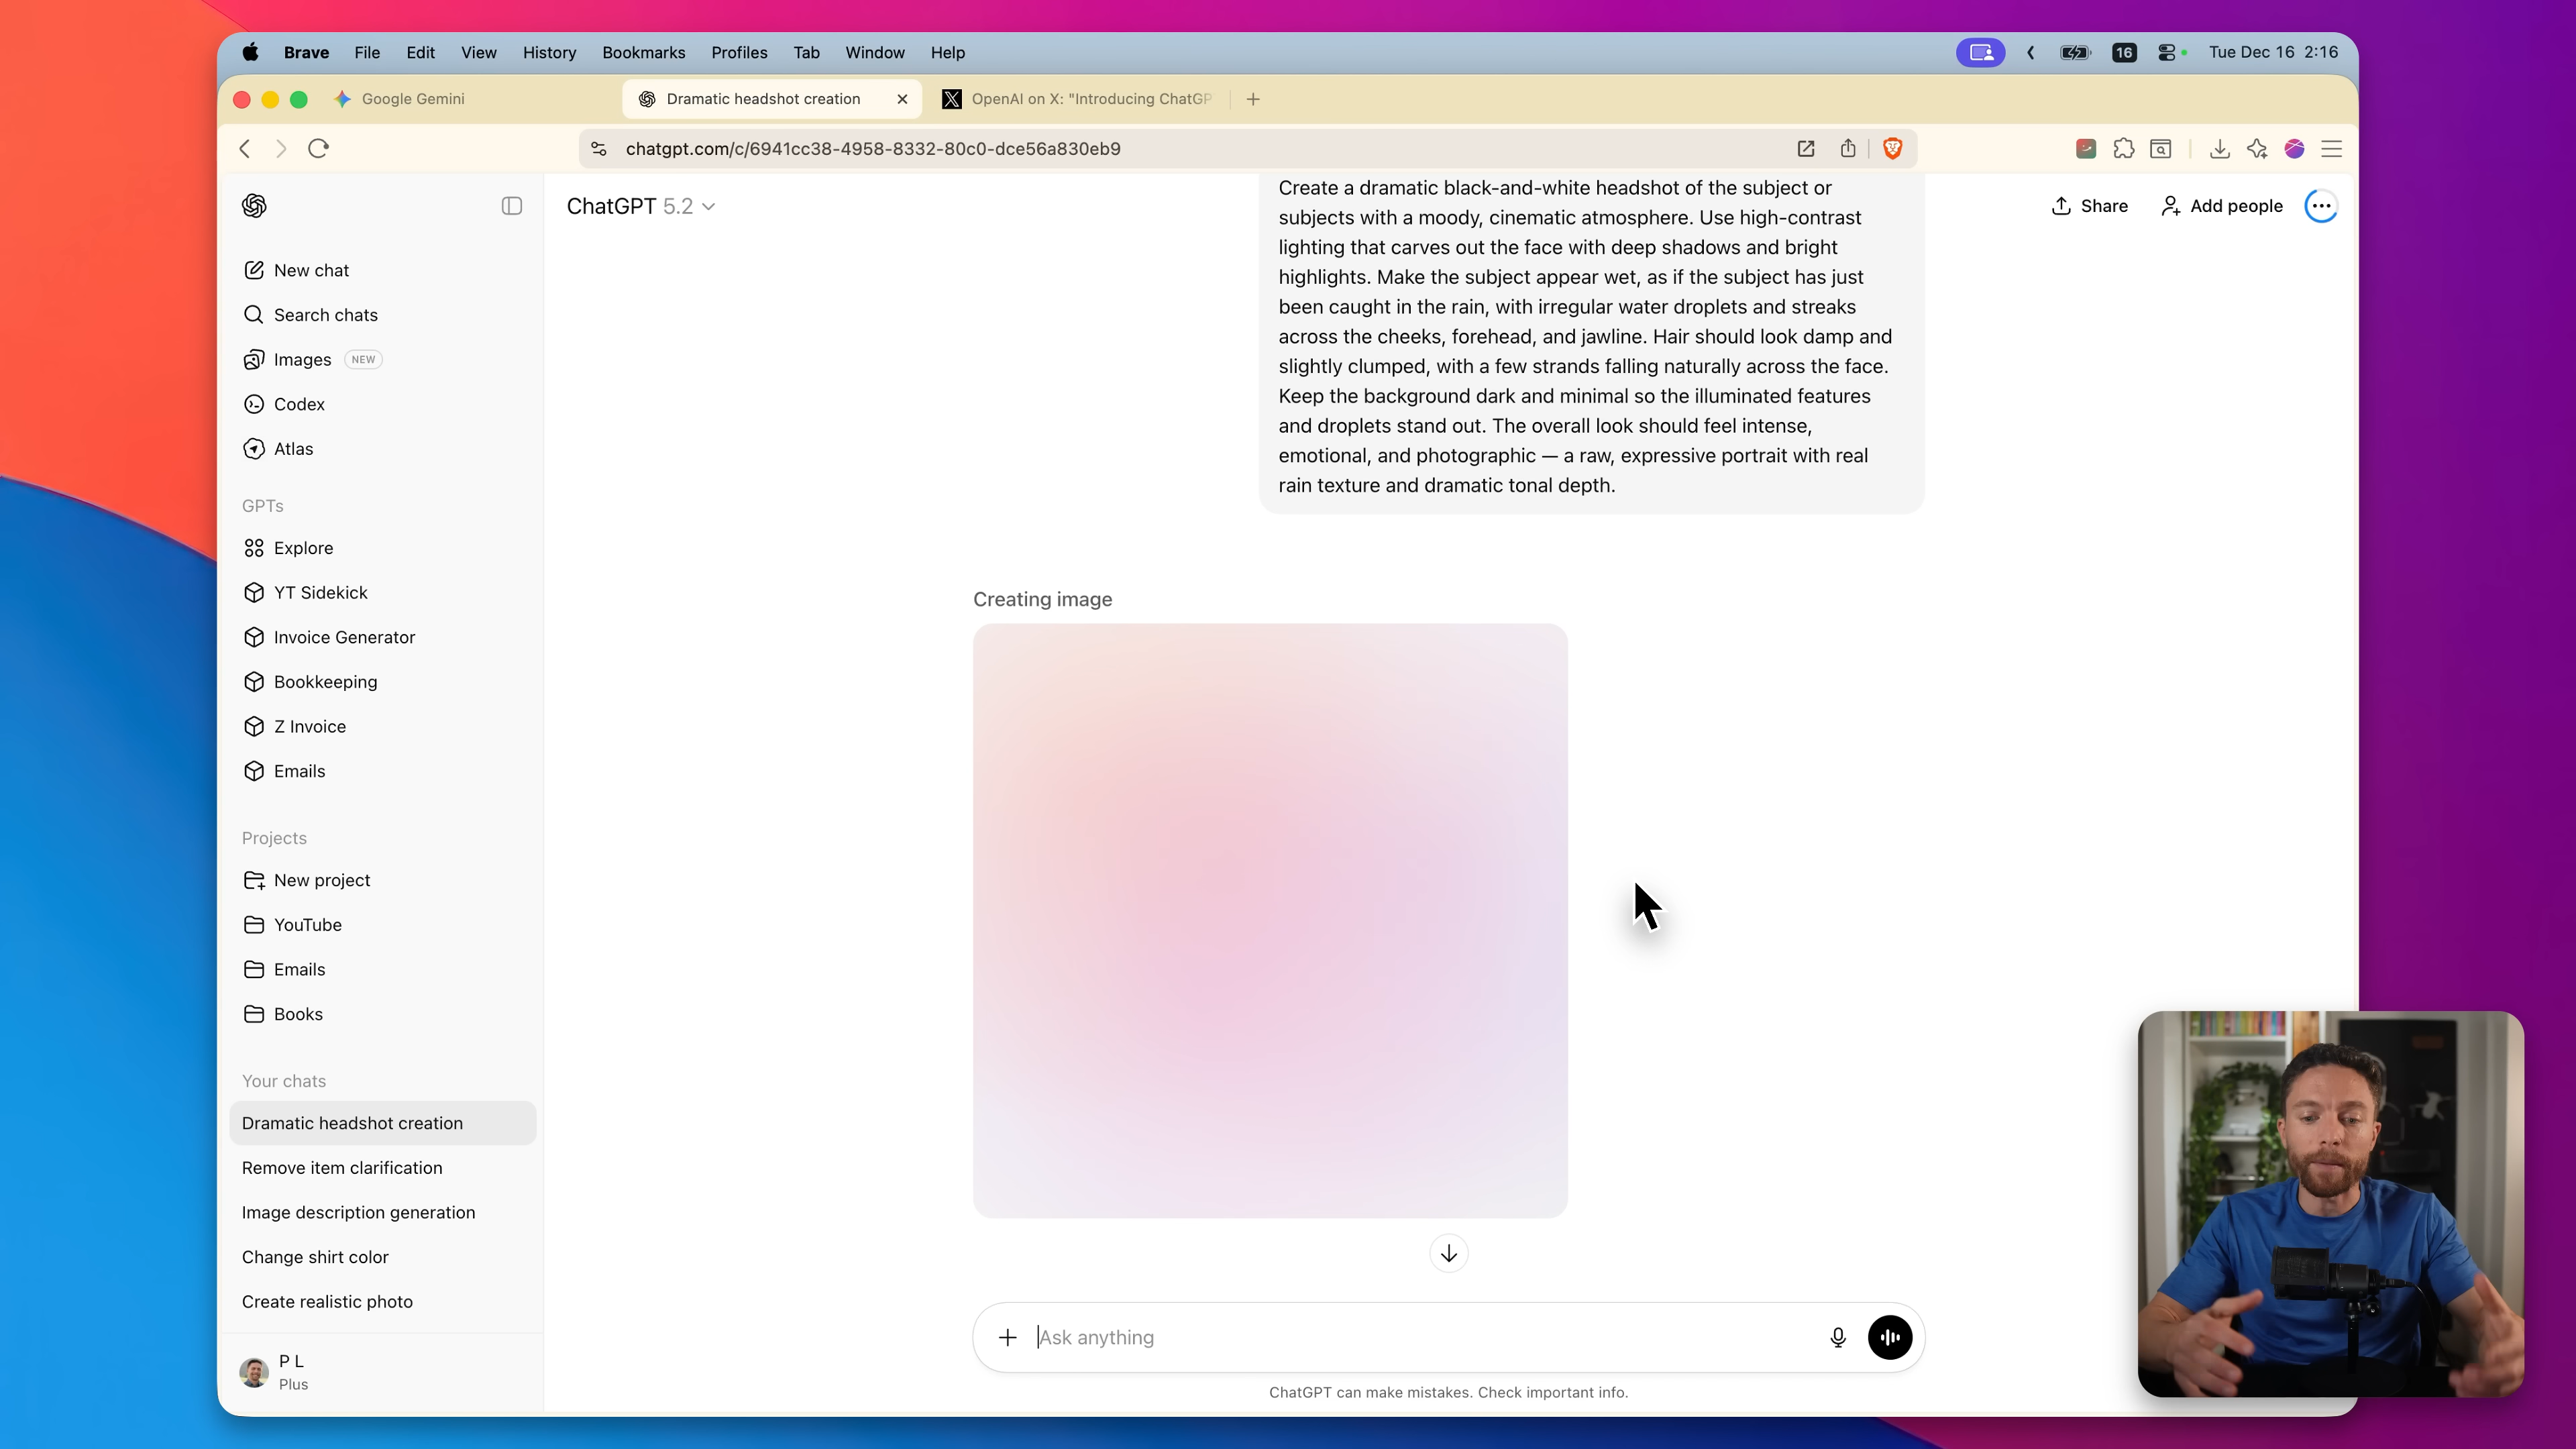 Brave File Edit View History Bookmarks Profiles Tab Window Help
16 Tue Dec 16 2:16
Google Gemini
Dramatic headshot creation
OpenAI on X: "Introducing ChatGP
chatgpt.com/c/6941cc38-4958-8332-80c0-dce56a830eb9
ChatGPT 5.2
Share
Add people
New chat
Search chats
Images NEW
Codex
Atlas
GPTs
Explore
YT Sidekick
Invoice Generator
Bookkeeping
Z Invoice
Emails
Projects
New project
YouTube
Emails
Books
Your chats
Dramatic headshot creation
Remove item clarification
Image description generation
Change shirt color
Create realistic photo
P L
Plus
Create a dramatic black-and-white headshot of the subject or
subjects with a moody, cinematic atmosphere. Use high-contrast
lighting that carves out the face with deep shadows and bright
highlights. Make the subject appear wet, as if the subject has just
been caught in the rain, with irregular water droplets and streaks
across the cheeks, forehead, and jawline. Hair should look damp and
slightly clumped, with a few strands falling naturally across the face.
Keep the background dark and minimal so the illuminated features
and droplets stand out. The overall look should feel intense,
emotional, and photographic — a raw, expressive portrait with real
rain texture and dramatic tonal depth.
Creating image
Ask anything
ChatGPT can make mistakes. Check important info.